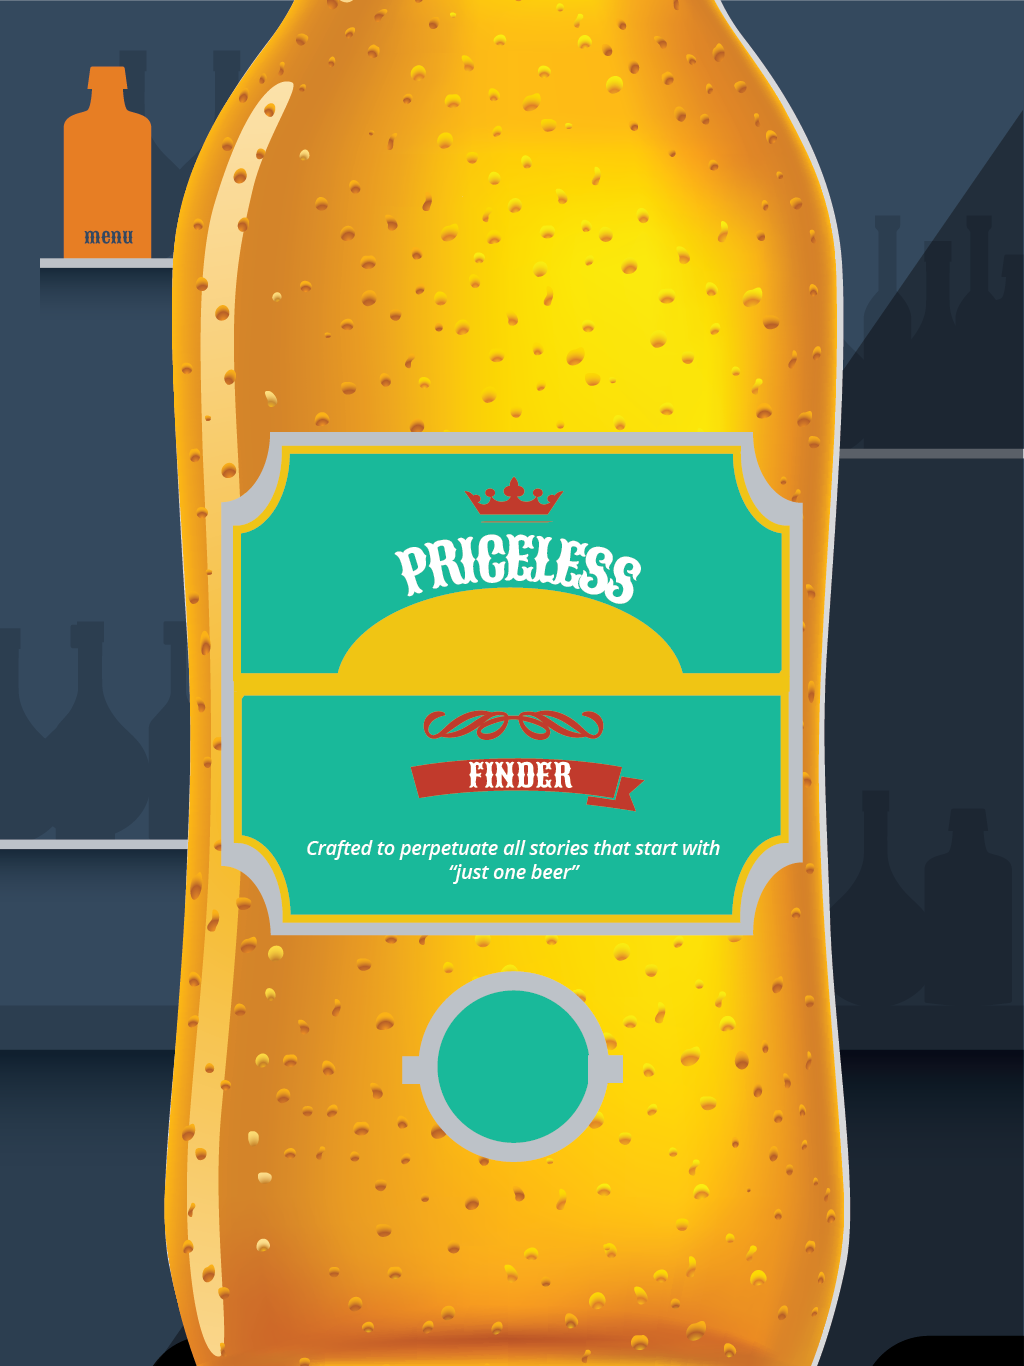 menu
PRICELESS
FINDER
Crafted to perpetuate all stories that start with
“just one beer”